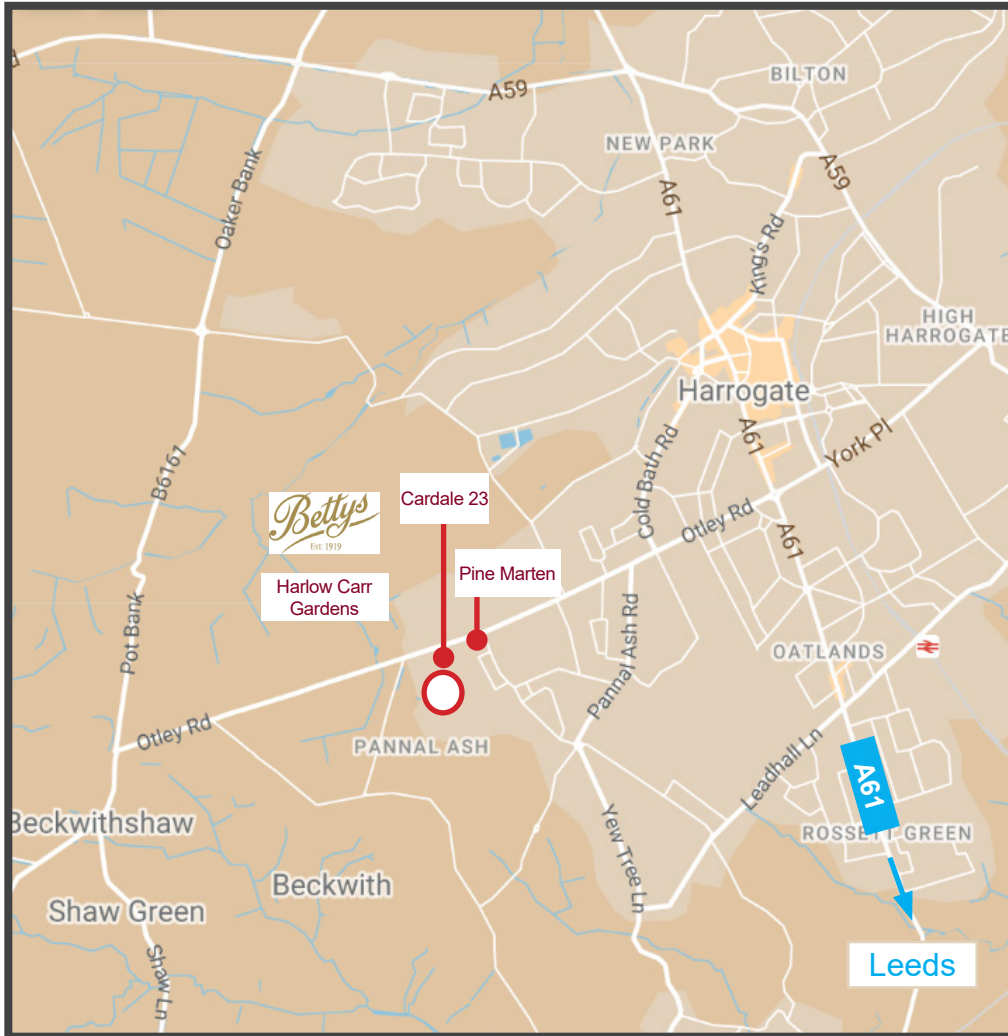 BILTON
A59
NEW PARK
A59
A61
Oaker Bank
King's Rd
HIGH
HARROGATE
Harrogate
A61
York Pl
Cold Bath Rd
Otley Rd
B6161
Bettys
EST. 1919
Cardale 23
A61
Harlow Carr
Gardens
Pine Marten
Pot Bank
Pannal Ash Rd
OATLANDS
Otley Rd
PANNAL ASH
Leadhall Ln
A61
Beckwithshaw
ROSSETT GREEN
Yew Tree Ln
Beckwith
Shaw Green
Shaw Ln
Leeds